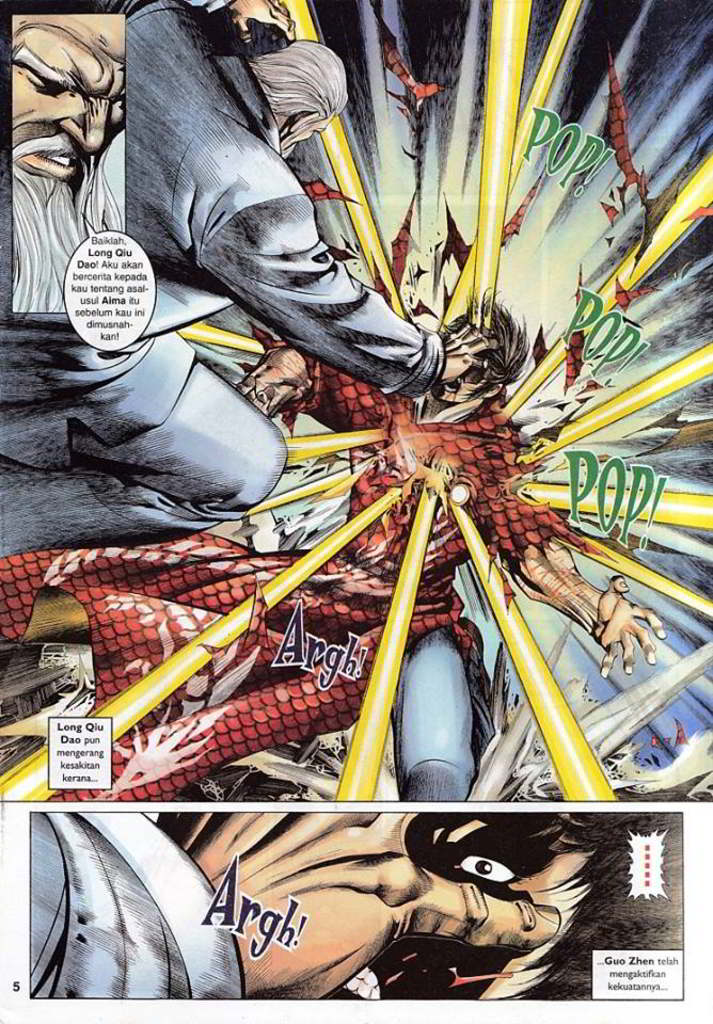 Baiklah,
Long Qiu
Dao! Aku akan
bercerita kepada
kau tentang asal-
usul Aima itu
sebelum kau
dimusnah-
kan!
POP!
POP!
POP!
Argh!
Long Qiu
Dao pun
mengerang
kesakitan
kerana...
Argh!
...Guo Zhen telah
mengaktifkan
kekuatannya...
5